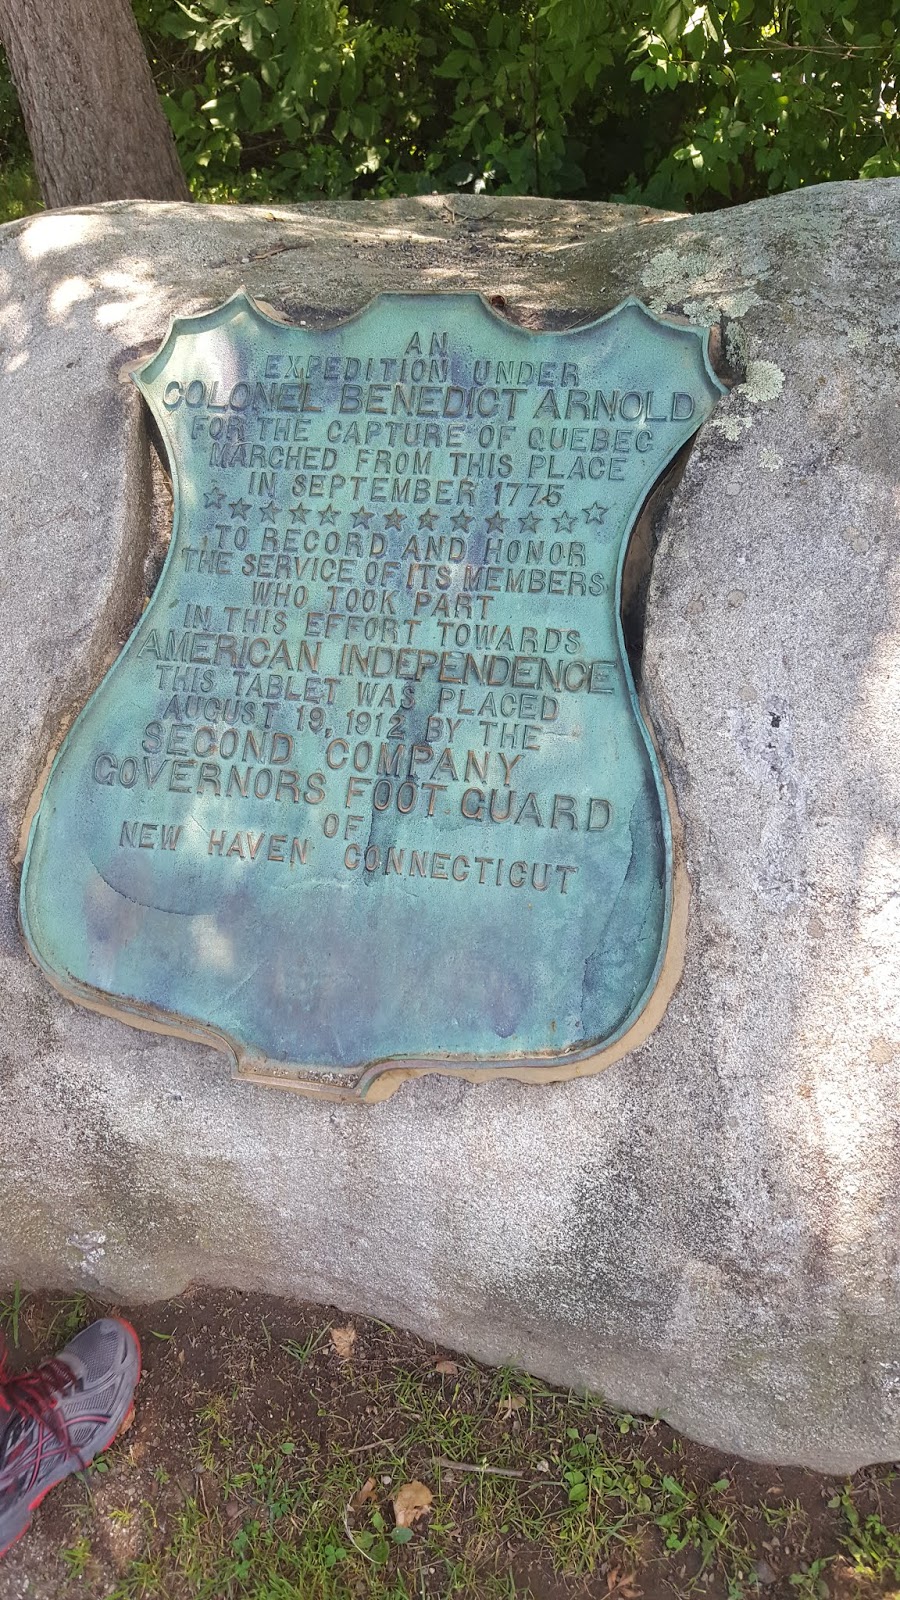 AN
EXPEDITION UNDER
COLONEL BENEDICT ARNOLD
FOR THE CAPTURE OF QUEBEC
MARCHED FROM THIS PLACE
IN SEPTEMBER 1775
TO RECORD AND HONOR
THE SERVICE OF ITS MEMBERS
WHO TOOK PART
IN THIS EFFORT TOWARDS
AMERICAN INDEPENDENCE
THIS TABLET WAS PLACED
AUGUST 19, 1912 BY THE
SECOND COMPANY
GOVERNORS FOOT GUARD
OF
NEW HAVEN CONNECTICUT